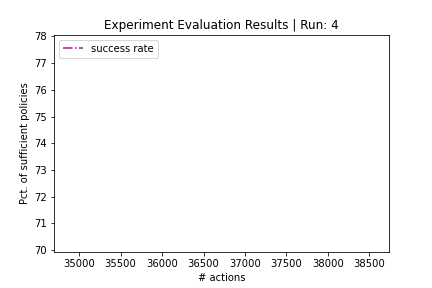 Experiment Evaluation Results | Run: 4
success rate
Pct. of sufficient policies
78
77
76
75
74
73
72
71
70
35000 35500 36000 36500 37000 37500 38000 38500
# actions